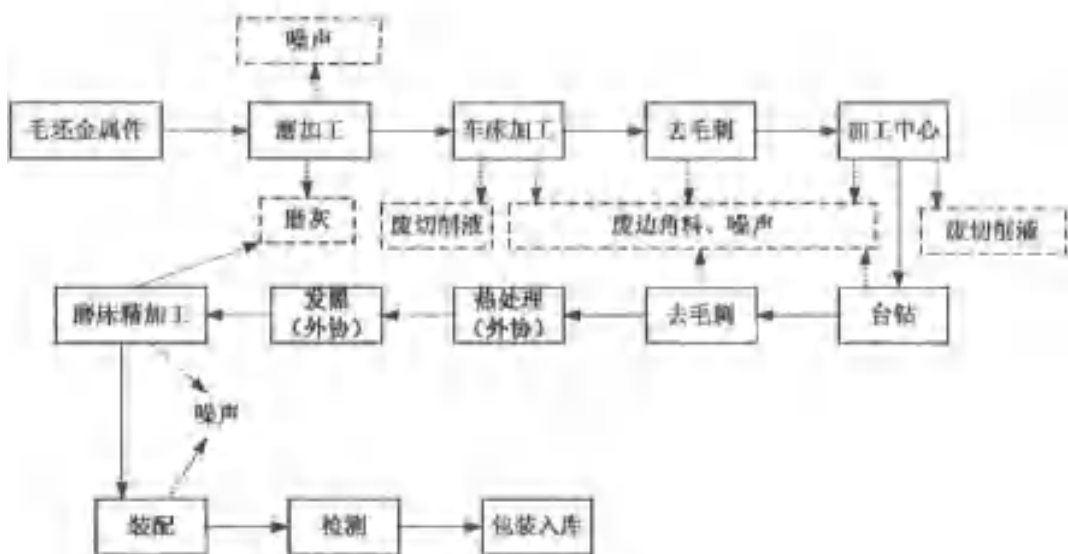 噪声
毛坯金属件
磨加工
车床加工
去毛刺
加工中心
磨灰
废切削液
废边角料、噪声
废切削液
磨床精加工
发黑
（外协）
热处理
（外协）
去毛刺
台钻
噪声
装配
检测
包装入库